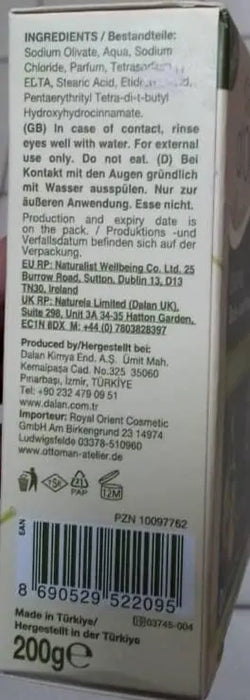 INGREDIENTS / Bestandteile:
Sodium Olivate, Aqua, Sodium
Chloride, Parfum, Tetrasodium
EDTA, Stearic Acid,
Pentaerythrityl Tetra-di-t-butyl
Hydroxyhydrocinnamate.
(GB) In case of contact, rinse
eyes well with water. For external
use only. Do not eat. (D) Bei
Kontakt mit den Augen gründlich
mit Wasser ausspülen. Nur zur
äußeren Anwendung. Esse nicht.
Production and expiry date is
on the pack. / Produktions -und
Verfallsdatum befinden sich auf der
Verpackung.
EU RP: Naturalist Wellbeing Co. Ltd. 25
Burrow Road, Sutton, Dublin 13, D13
TN30, Ireland
UK RP: Naturela Limited (Dalan UK),
Suite 298, Unit 3A 34-35 Hatton Garden,
EC1N 8DX M: +44(0) 7803828397
Produced by/Hergestellt bei:
Dalan Kimya End. A.Ş. Ümit Mah.
Kemalpaşa Cad. No.325 35060
Pınarbaşı, İzmir, TÜRKİYE
Tel: +90 232 479 09 51
www.dalan.com.tr
Importeur: Royal Orient Cosmetic
GmbH Am Birkengrund 23 14974
Ludwigsfelde 03378-510960
www.ottoman-atelier.de
21
PAP
12M
PZN 10097762
EAN
8 690529 522095
Made in Türkiye/
Hergestellt in der Türkiye
03745-004
200g℮